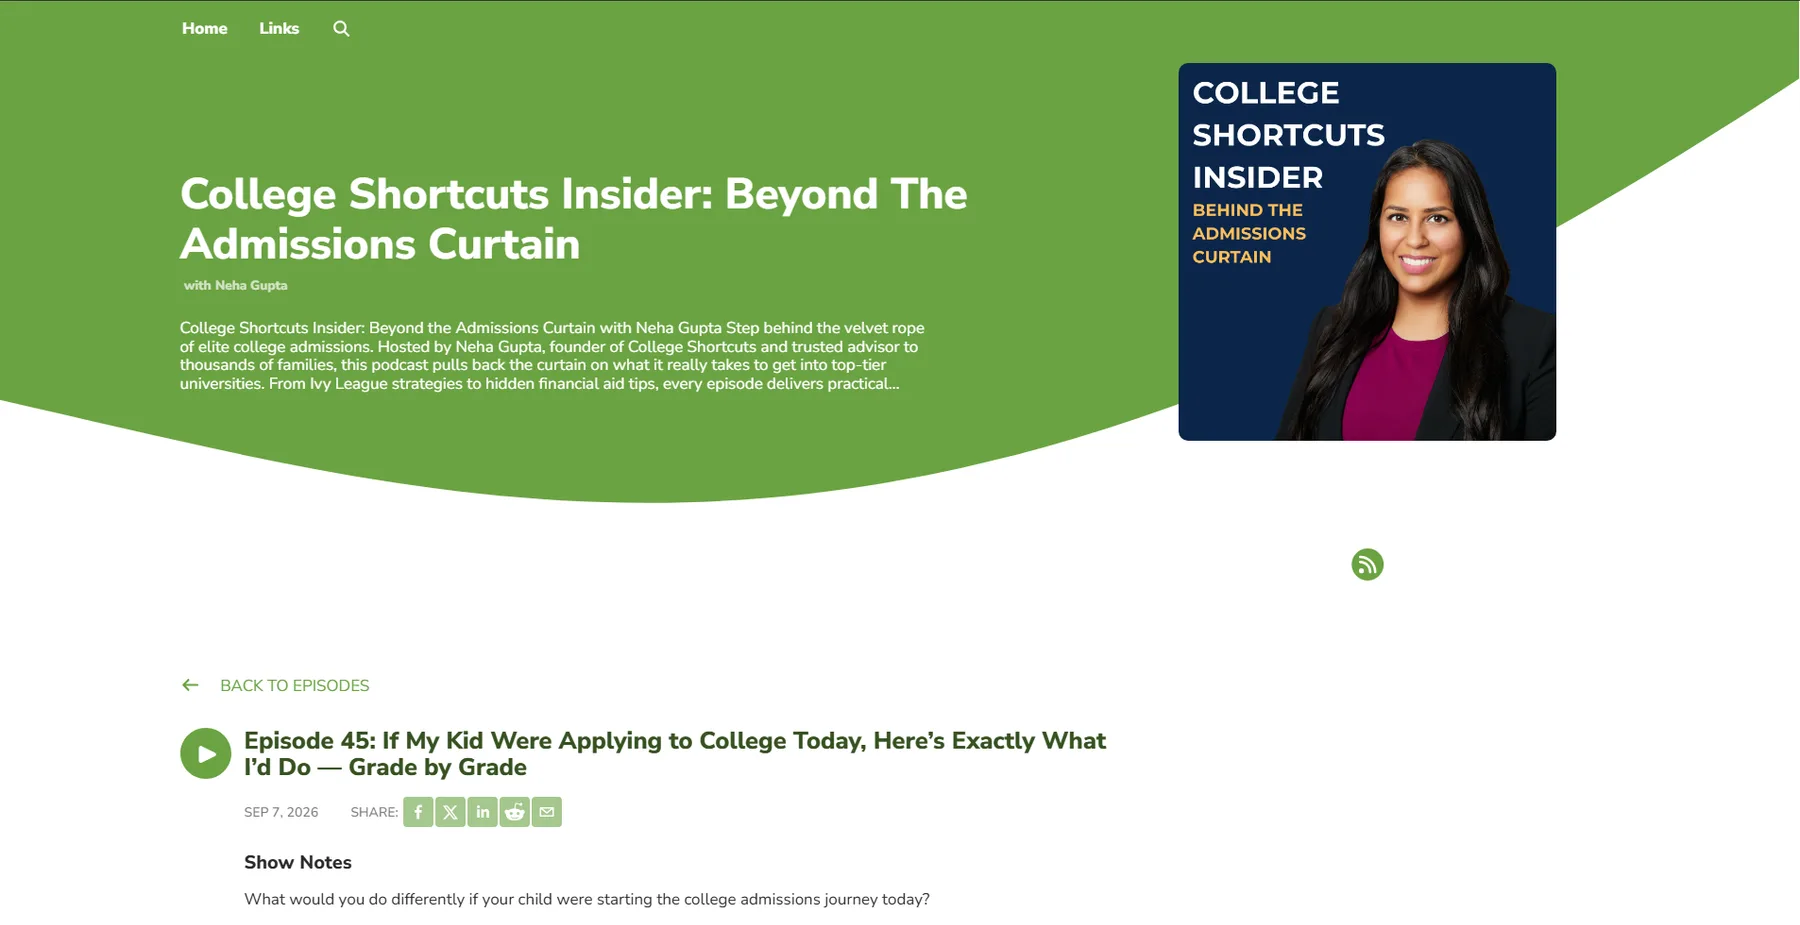 Home Links
College Shortcuts Insider: Beyond The
Admissions Curtain
with Neha Gupta
College Shortcuts Insider: Beyond the Admissions Curtain with Neha Gupta Step behind the velvet rope
of elite college admissions. Hosted by Neha Gupta, founder of College Shortcuts and trusted advisor to
thousands of families, this podcast pulls back the curtain on what it really takes to get into top-tier
universities. From Ivy League strategies to hidden financial aid tips, every episode delivers practical...
COLLEGE
SHORTCUTS
INSIDER
BEHIND THE
ADMISSIONS
CURTAIN
BACK TO EPISODES
Episode 45: If My Kid Were Applying to College Today, Here’s Exactly What
I’d Do — Grade by Grade
SEP 7, 2026 SHARE:
Show Notes
What would you do differently if your child were starting the college admissions journey today?